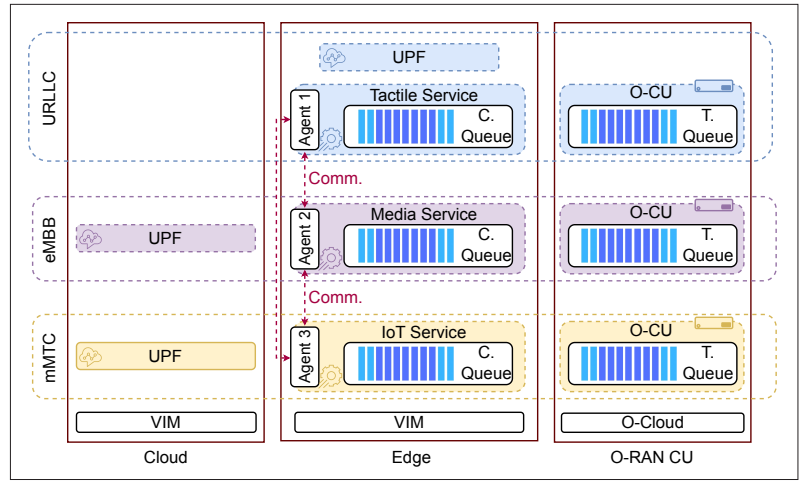 URLLC
UPF
Agent 1
Tactile Service
C.
Queue
O-CU
T.
Queue
Comm.
eMBB
UPF
Agent 2
Media Service
C.
Queue
O-CU
T.
Queue
Comm.
mMTC
UPF
Agent 3
IoT Service
C.
Queue
O-CU
T.
Queue
VIM
VIM
O-Cloud
Cloud
Edge
O-RAN CU